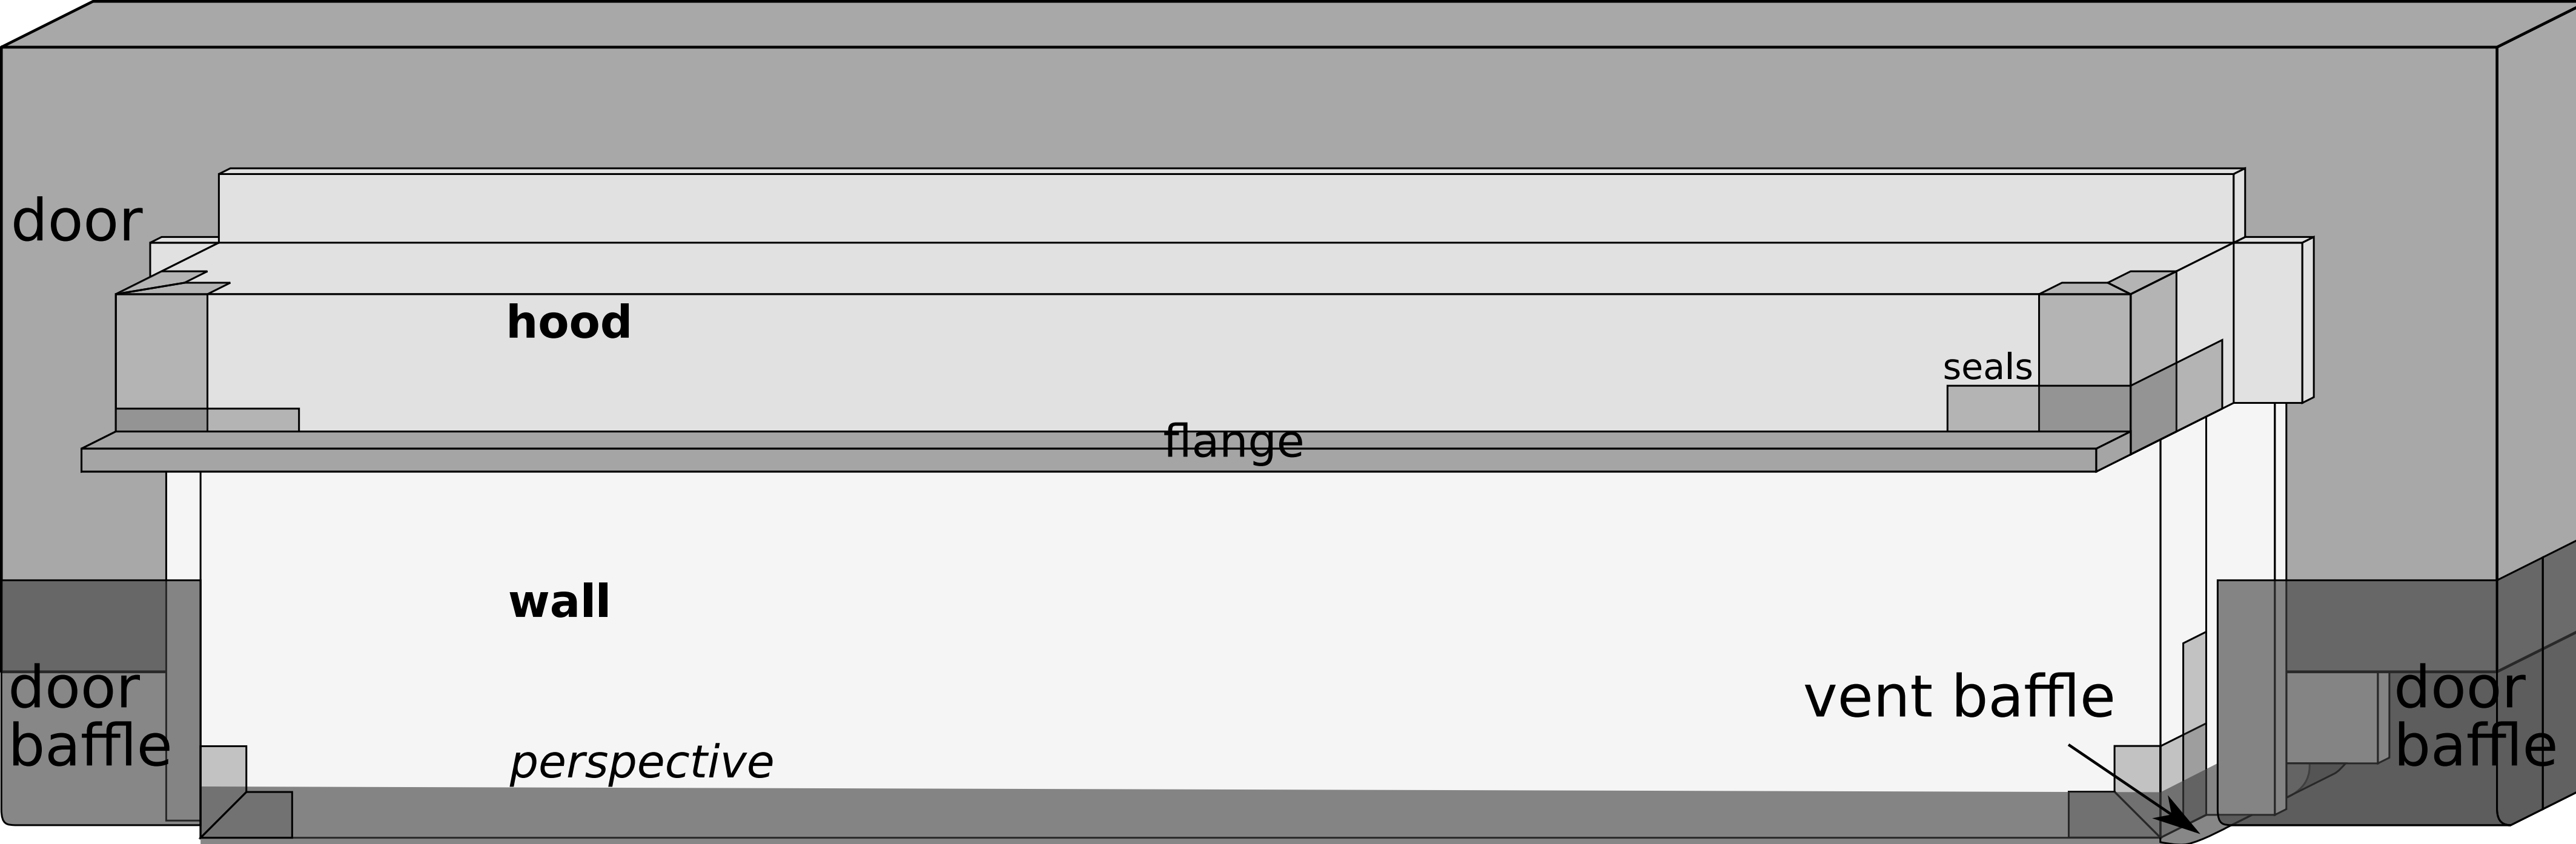 door
hood
seals
flange
wall
door
baffle
vent baffle
door
baffle
perspective